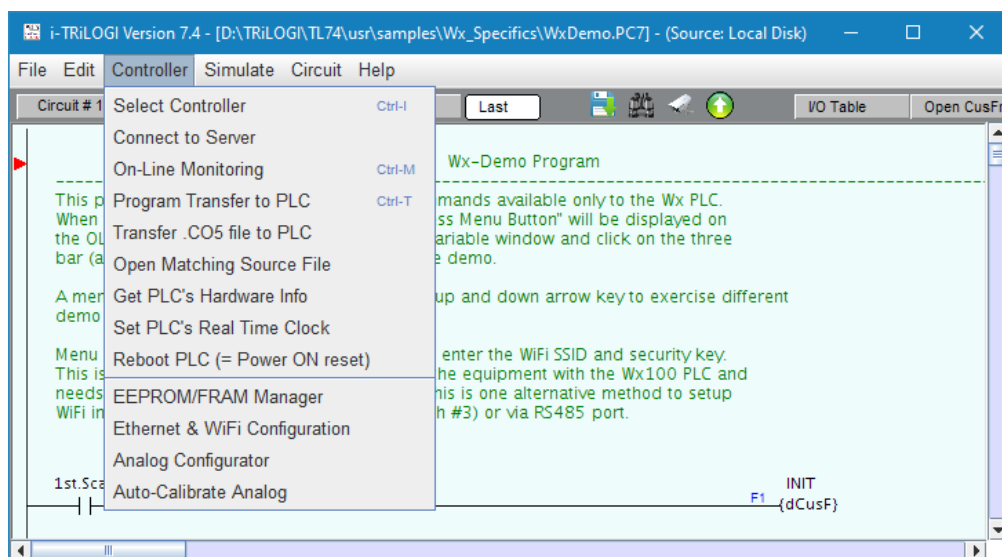 i-TRiLOGI Version 7.4 - [D:\TRiLOGI\TL74\usr\samples\Wx_Specifics\WxDemo.PC7] - (Source: Local Disk)
File Edit Controller Simulate Circuit Help
Circuit # 1 Last I/O Table Open CusFn
Select Controller Ctrl-I
Connect to Server
On-Line Monitoring Ctrl-M
Program Transfer to PLC Ctrl-T
Transfer .CO5 file to PLC
Open Matching Source File
Get PLC's Hardware Info
Set PLC's Real Time Clock
Reboot PLC (= Power ON reset)
EEPROM/FRAM Manager
Ethernet & WiFi Configuration
Analog Configurator
Auto-Calibrate Analog
Wx-Demo Program
This p mands available only to the Wx PLC.
When ss Menu Button" will be displayed on
the OL ariable window and click on the three
bar (a e demo.
A men up and down arrow key to exercise different
demo
Menu enter the WiFi SSID and security key.
This is he equipment with the Wx100 PLC and
needs his is one alternative method to setup
WiFi in h #3) or via RS485 port.
1st.Sca INIT
F1 {dCusF}